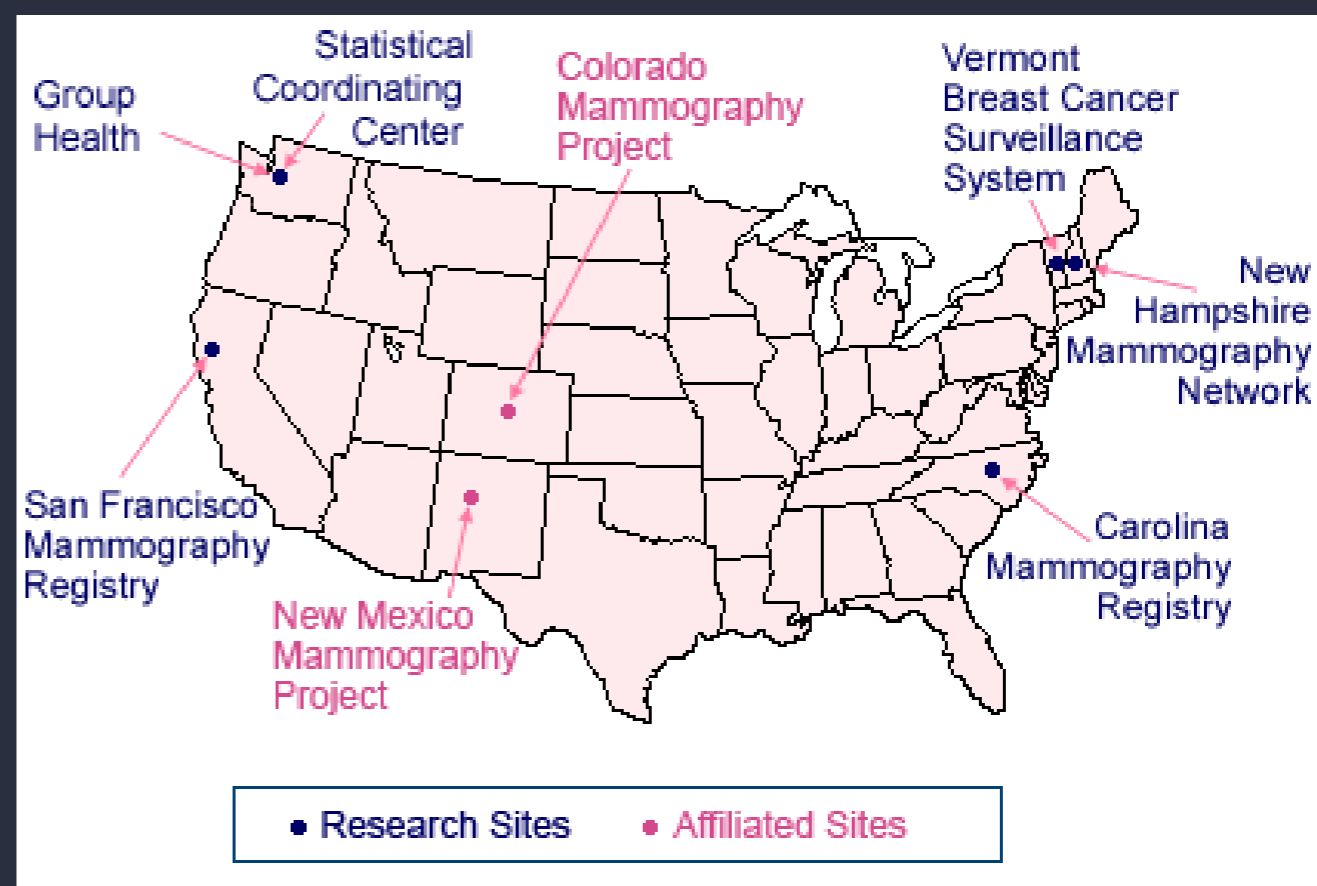 Group
Health
Statistical
Coordinating
Center
Colorado
Mammography
Project
Vermont
Breast Cancer
Surveillance
System
New
Hampshire
Mammography
Network
San Francisco
Mammography
Registry
New Mexico
Mammography
Project
Carolina
Mammography
Registry
Research Sites
Affiliated Sites